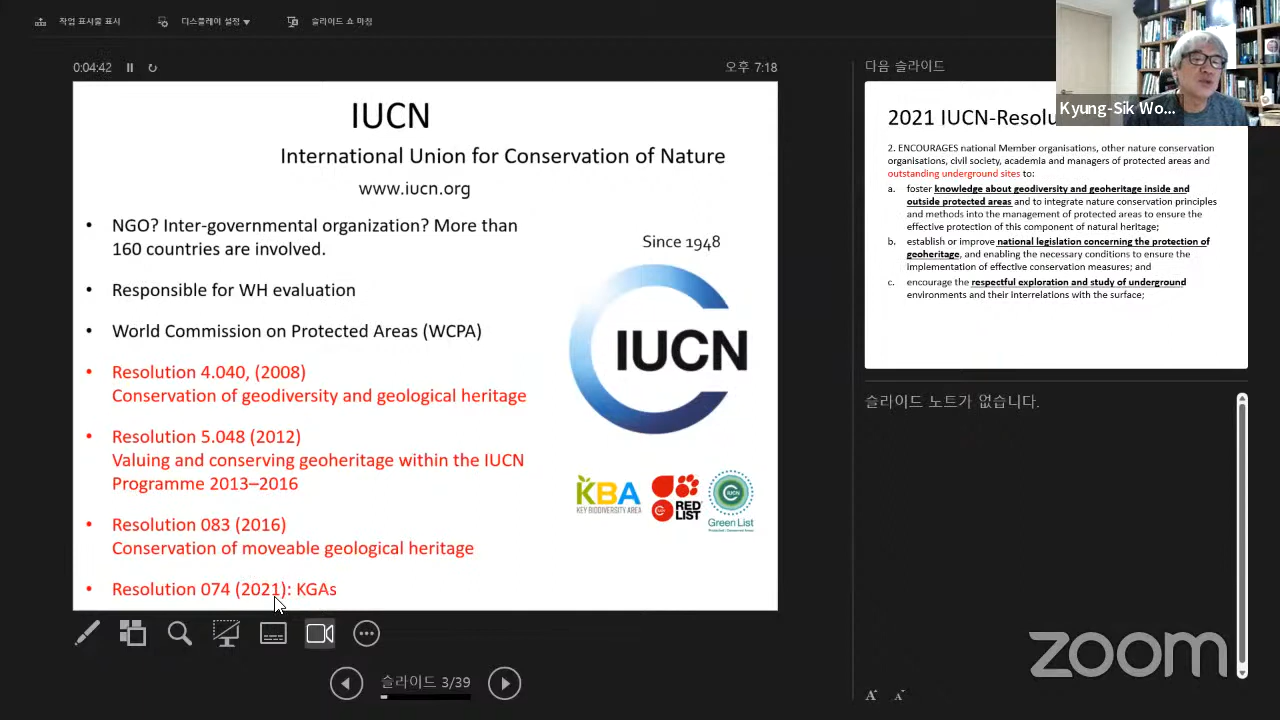 작업 표시줄 표시
디스플레이 설정 ▼
슬라이드 쇼 마침
0:04:42
오후 7:18
IUCN
International Union for Conservation of Nature
www.iucn.org
• NGO? Inter-governmental organization? More than
160 countries are involved.
• Responsible for WH evaluation
• World Commission on Protected Areas (WCPA)
• Resolution 4.040, (2008)
Conservation of geodiversity and geological heritage
• Resolution 5.048 (2012)
Valuing and conserving geoheritage within the IUCN
Programme 2013–2016
• Resolution 083 (2016)
Conservation of moveable geological heritage
• Resolution 074 (2021): KGAs
Since 1948
IUCN
KBA
KEY BIODIVERSITY AREA
RED
LIST
IUCN
Green List
슬라이드 3/39
다음 슬라이드
Kyung-Sik Wo...
2021 IUCN-Resolu
2. ENCOURAGES national Member organisations, other nature conservation
organisations, civil society, academia and managers of protected areas and
outstanding underground sites to:
a. foster knowledge about geodiversity and geoheritage inside and
outside protected areas and to integrate nature conservation principles
and methods into the management of protected areas to ensure the
effective protection of this component of natural heritage;
b. establish or improve national legislation concerning the protection of
geoheritage, and enabling the necessary conditions to ensure the
implementation of effective conservation measures; and
c. encourage the respectful exploration and study of underground
environments and their interrelations with the surface;
슬라이드 노트가 없습니다.
zoom
A A